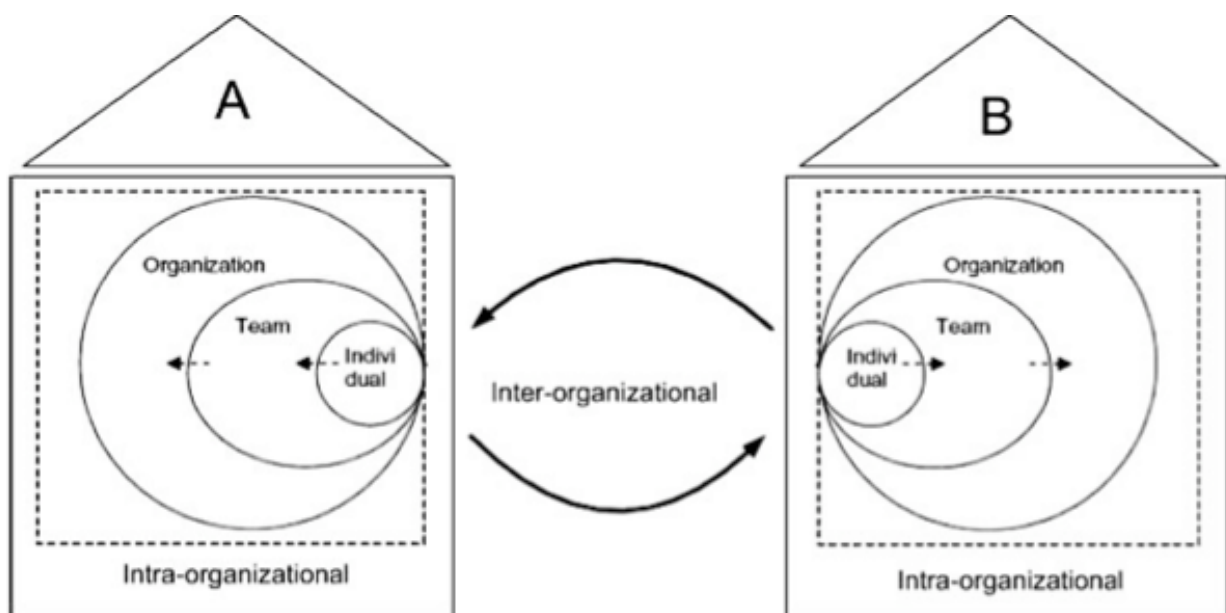 A
B
Organization
Team
Indivi
dual
Intra-organizational
Inter-organizational
Organization
Team
Indivi
dual
Intra-organizational